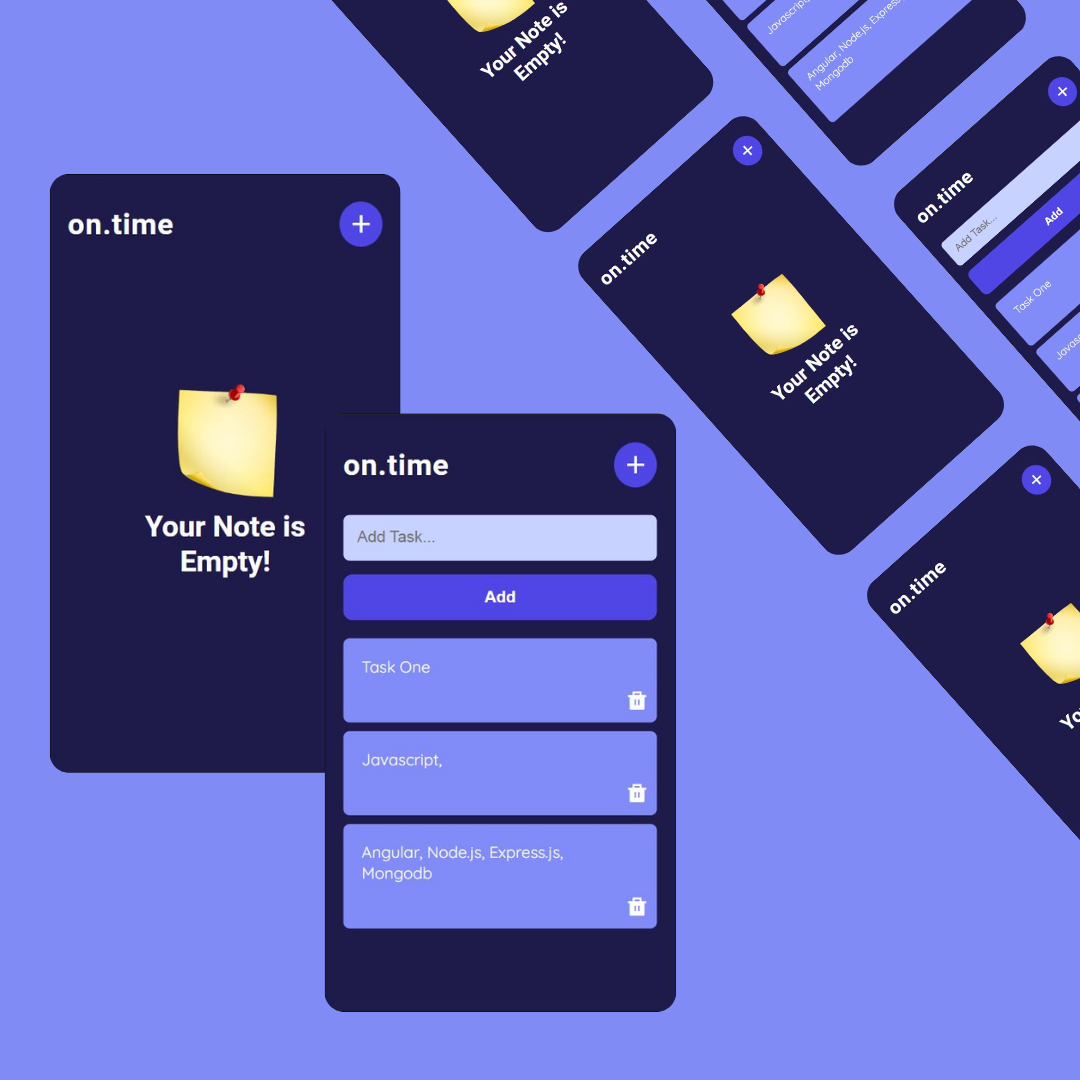 Your Note is
Empty!
Javascript,
Angular, Node.js, Express.js,
Mongodb
on.time
Your Note is
Empty!
on.time
Add Task...
Add
Task One
on.time
Your Note is
Empty!
on.time
Add Task...
Add
Task One
Javascript,
Angular, Node.js, Express.js,
Mongodb
on.time